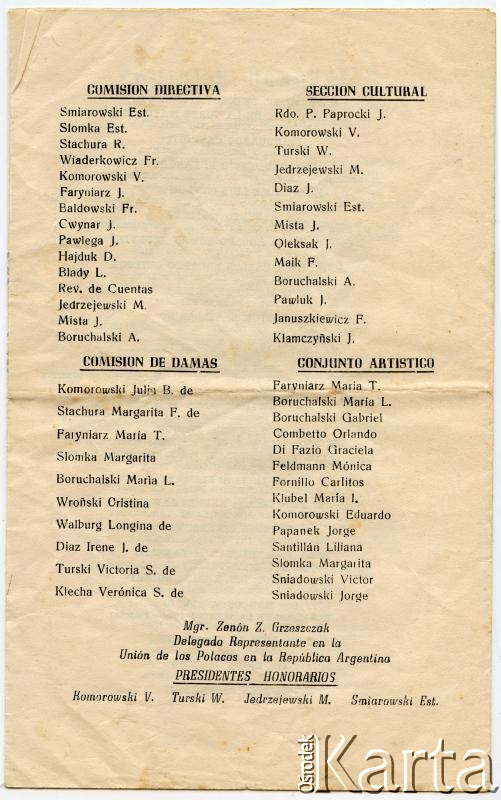 COMISION DIRECTIVA
Smiarowski Est.
Slomka Est.
Stachura R.
Wiaderkowicz Fr.
Komorowski V.
Faryniarz J.
Baldowski Fr.
Cwynar J.
Pawlega J.
Hajduk D.
Blady L.
Rev. de Cuentas
Jedrzejewski M.
Mista J.
Boruchalski A.
SECCION CULTURAL
Rdo. P. Paprocki J.
Komorowski V.
Turski W.
Jedrzejewski M.
Diaz J.
Smiarowski Est.
Mista J.
Oleksak J.
Maik F.
Boruchalski A.
Pawluk J.
Januszkiewicz F.
Klamczyński J.
COMISION DE DAMAS
Komorowski Julia B. de
Stachura Margarita F. de
Faryniarz María T.
Slomka Margarita
Boruchalski María L.
Wroński Cristina
Walburg Longina de
Diaz Irene J. de
Turski Victoria S. de
Klecha Verónica S. de
CONJUNTO ARTISTICO
Faryniarz Maria T.
Boruchalski María L.
Boruchalski Gabriel
Combetto Orlando
Di Fazio Graciela
Feldmann Mónica
Fornillo Carlitos
Klubel María I.
Komorowski Eduardo
Papanek Jorge
Santillán Liliana
Slomka Margarita
Sniadowski Victor
Sniadowski Jorge
Mgr. Zenón Z. Grzeszczak
Delegado Representante en la
Unión de los Polacos en la República Argentina
PRESIDENTES HONORARIOS
Komorowski V. Turski W. Jedrzejewski M. Smiarowski Est.
Ośrodek Karta